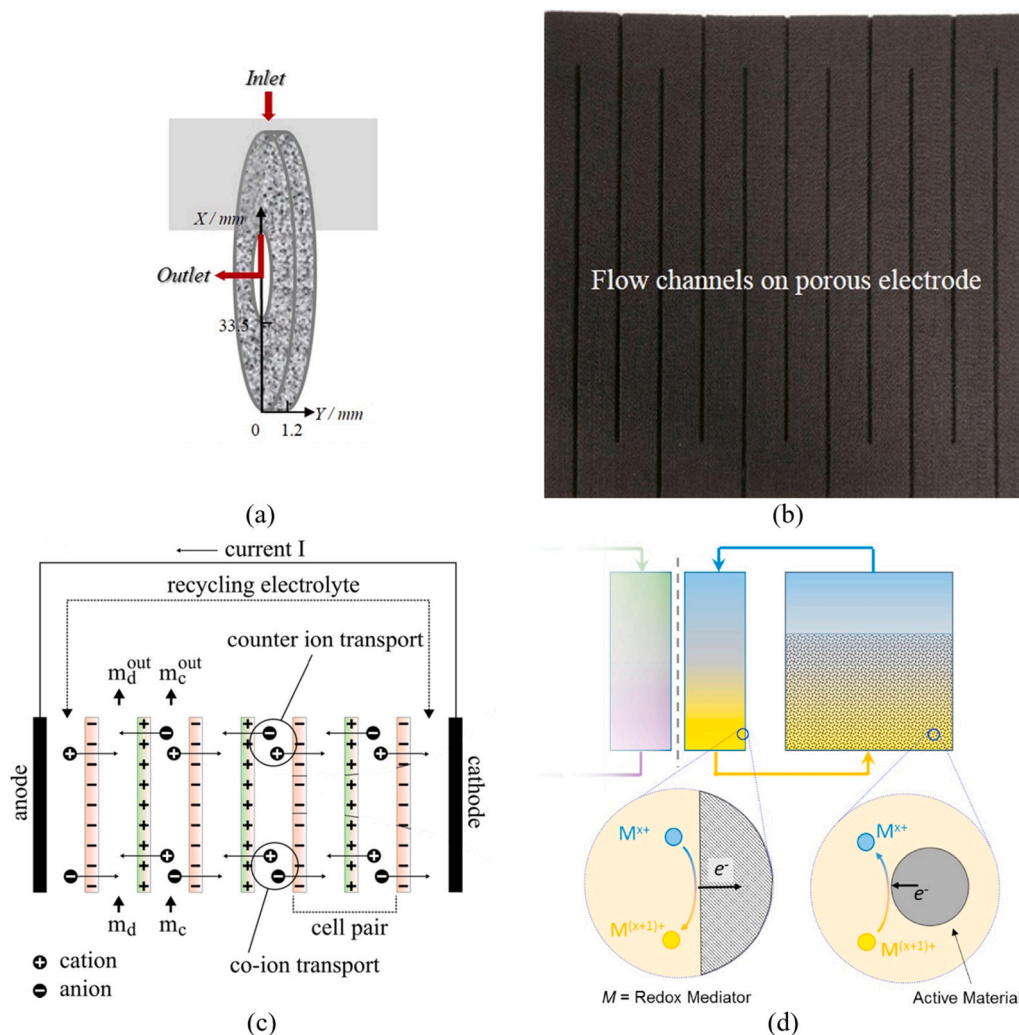 Inlet
X / mm
Outlet
33.5
Y / mm
0
1.2
(a)
Flow channels on porous electrode
(b)
current I
recycling electrolyte
counter ion transport
m_d^out
m_c^out
anode
cathode
m_d
m_c
cell pair
co-ion transport
cation
anion
(c)
M^x+
e-
M^(x+1)+
M^x+
e-
M^(x+1)+
M = Redox Mediator
Active Material
(d)